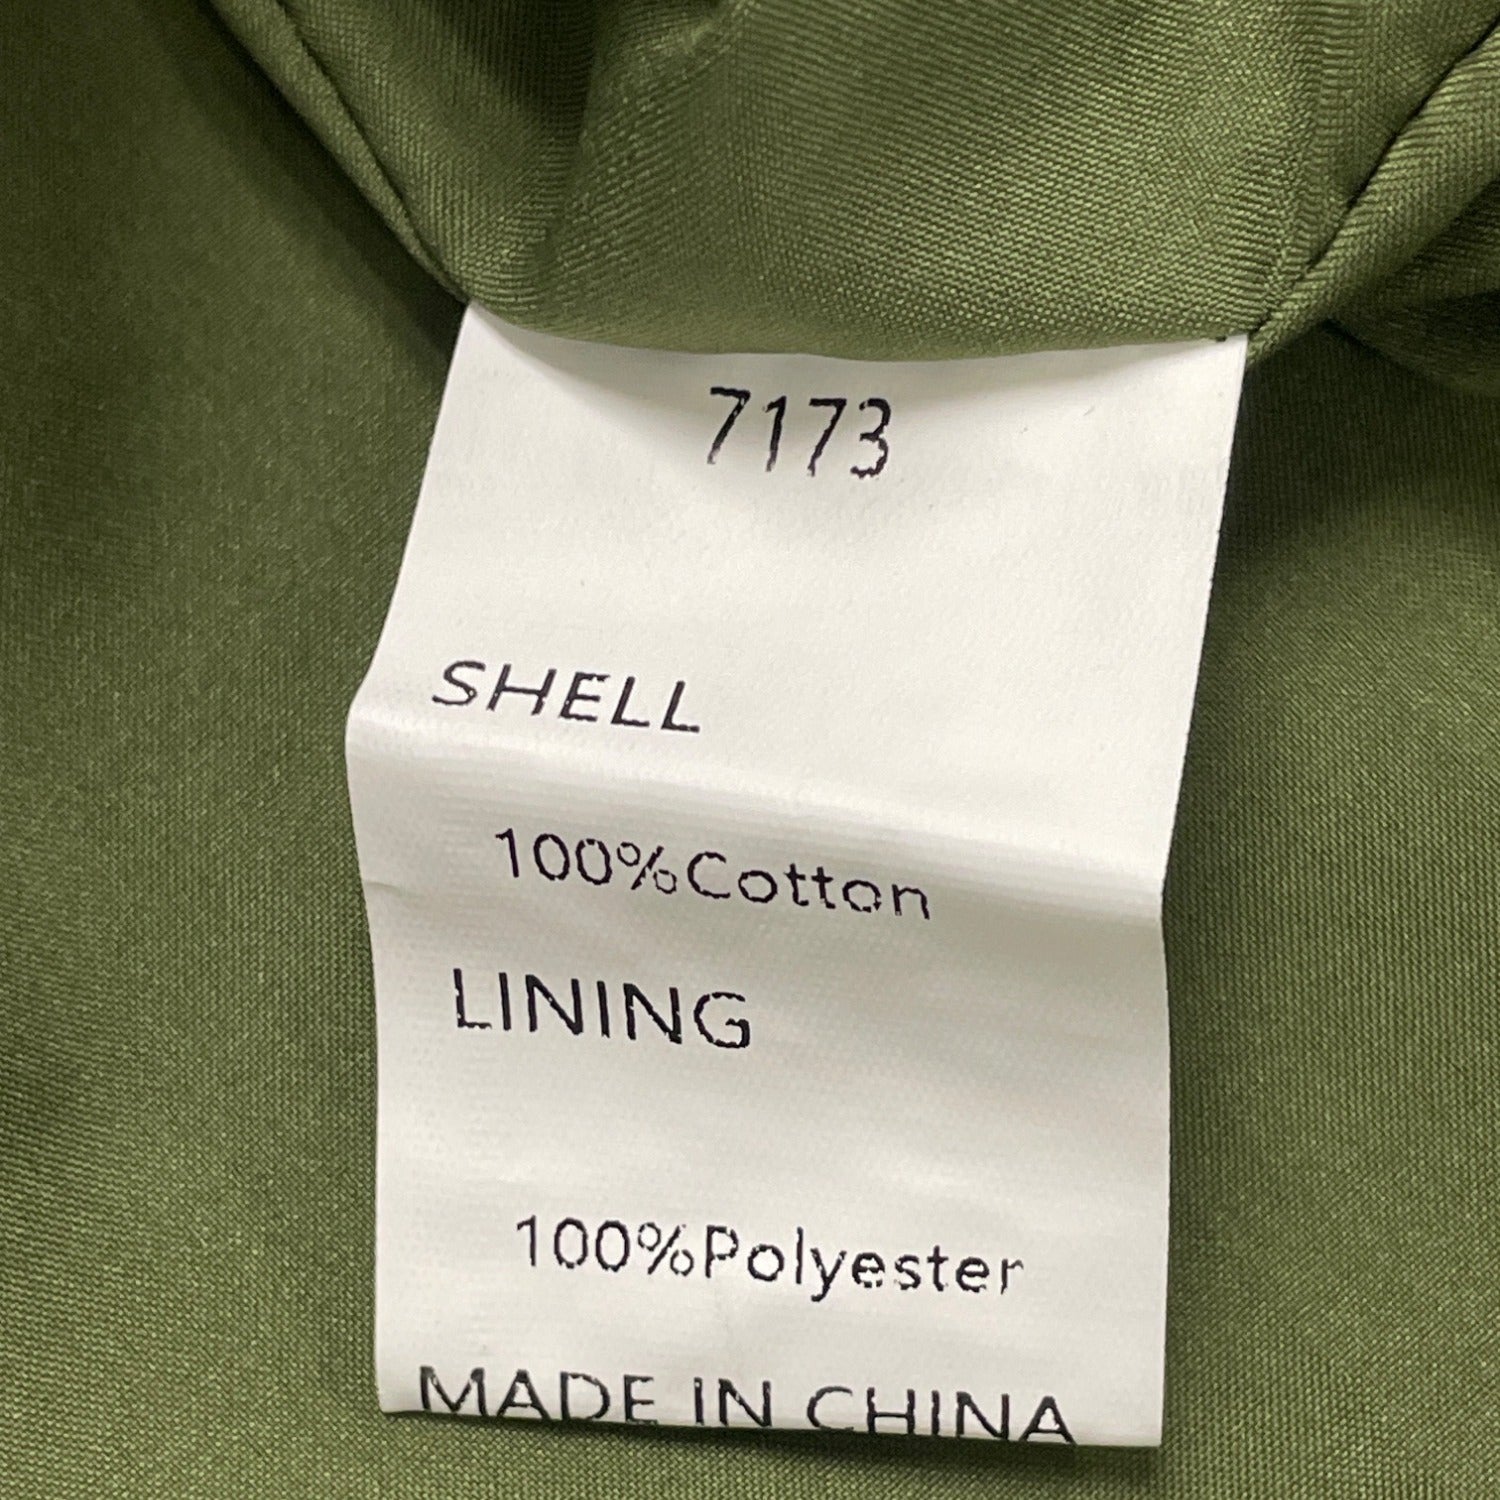 7173
SHELL
100%Cotton
LINING
100%Polyester
MADE IN CHINA